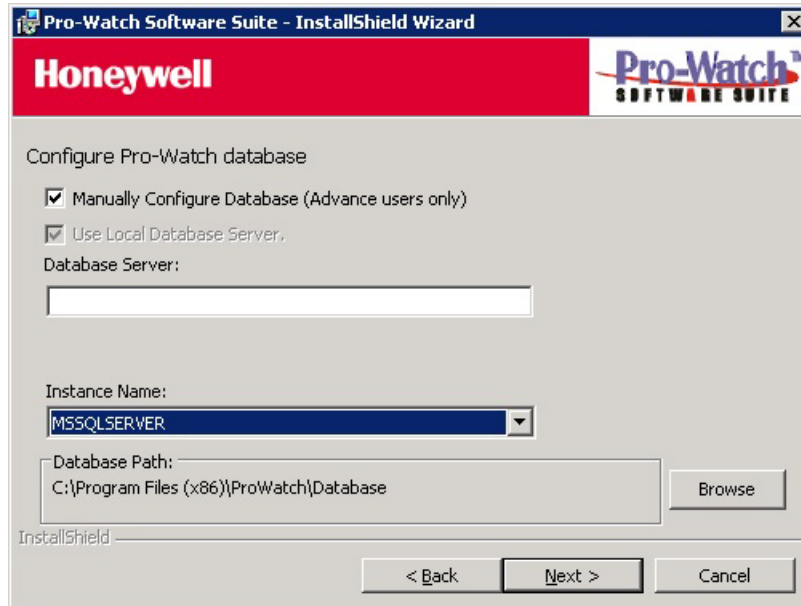 Pro-Watch Software Suite - InstallShield Wizard
Honeywell
Pro-Watch™
SOFTWARE SUITE
Configure Pro-Watch database
Manually Configure Database (Advance users only)
Use Local Database Server.
Database Server:
Instance Name:
MSSQLSERVER
Database Path:
C:\Program Files (x86)\ProWatch\Database
Browse
InstallShield
< Back
Next >
Cancel